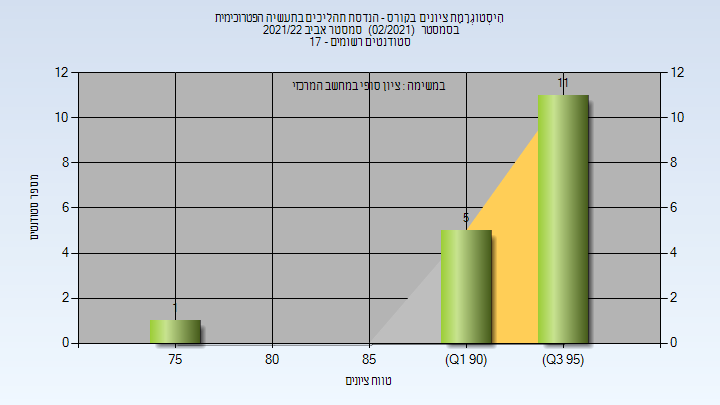 הִיסְטוֹגְרַמַת ציונים בקורס - הנדסת תהליכים בתעשיה הפטרוכימית
בסמסטר (02/2021) סמסטר אביב 2021/22
סטודנטים רשומים - 17
במשימה : ציון סופי במחשב המרכזי
12 12
11
10 10
8 8
6 6
5
4 4
2 2
1
0 0
מספר סטודנטים
75 80 85 (Q1 90) (Q3 95)
טווח ציונים